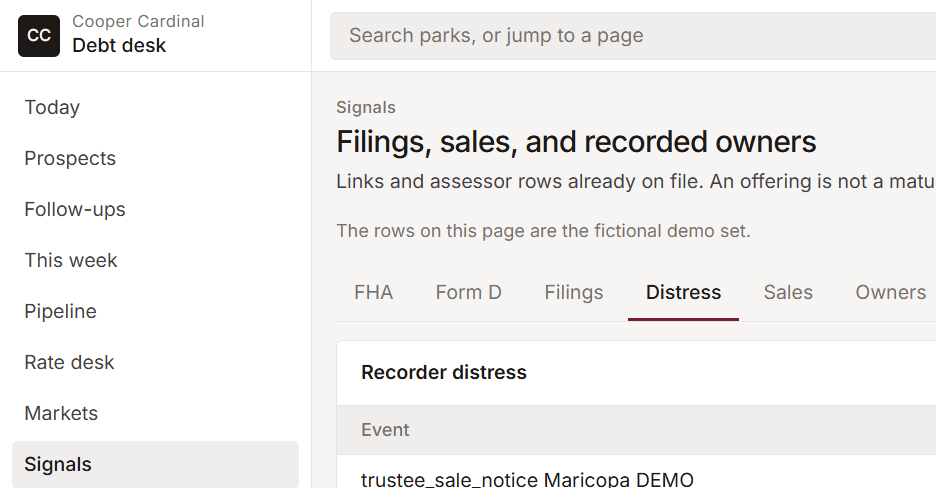 CC
Cooper Cardinal
Debt desk
Search parks, or jump to a page
Today
Prospects
Follow-ups
This week
Pipeline
Rate desk
Markets
Signals
Signals
Filings, sales, and recorded owners
Links and assessor rows already on file. An offering is not a matu
The rows on this page are the fictional demo set.
FHA Form D Filings Distress Sales Owners
Recorder distress
Event
trustee_sale_notice Maricopa DEMO